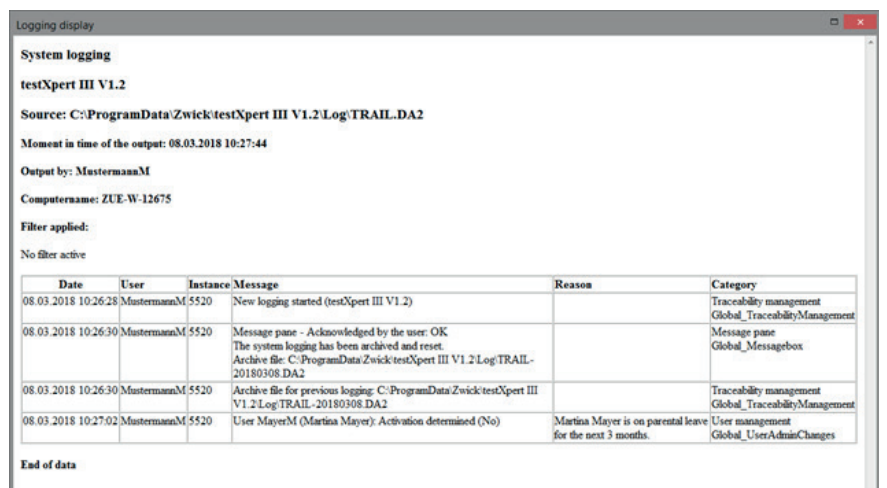 Logging display
System logging
testXpert III V1.2
Source: C:\ProgramData\Zwick\testXpert III V1.2\Log\TRAIL.DA2
Moment in time of the output: 08.03.2018 10:27:44
Output by: MustermannM
Computername: ZUE-W-12675
Filter applied:
No filter active
Date User Instance Message Reason Category
08.03.2018 10:26:28 MustermannM 5520 New logging started (testXpert III V1.2) Traceability management
Global_TraceabilityManagement
08.03.2018 10:26:30 MustermannM 5520 Message pane - Acknowledged by the user: OK Message pane
The system logging has been archived and reset. Global_Messagebox
Archive file: C:\ProgramData\Zwick\testXpert III V1.2\Log\TRAIL-
20180308.DA2
08.03.2018 10:26:30 MustermannM 5520 Archive file for previous logging: C:\ProgramData\Zwick\testXpert III Traceability management
V1.2\Log\TRAIL-20180308.DA2 Global_TraceabilityManagement
08.03.2018 10:27:02 MustermannM 5520 User MayerM (Martina Mayer): Activation determined (No) Martina Mayer is on parental leave User management
for the next 3 months. Global_UserAdminChanges
End of data